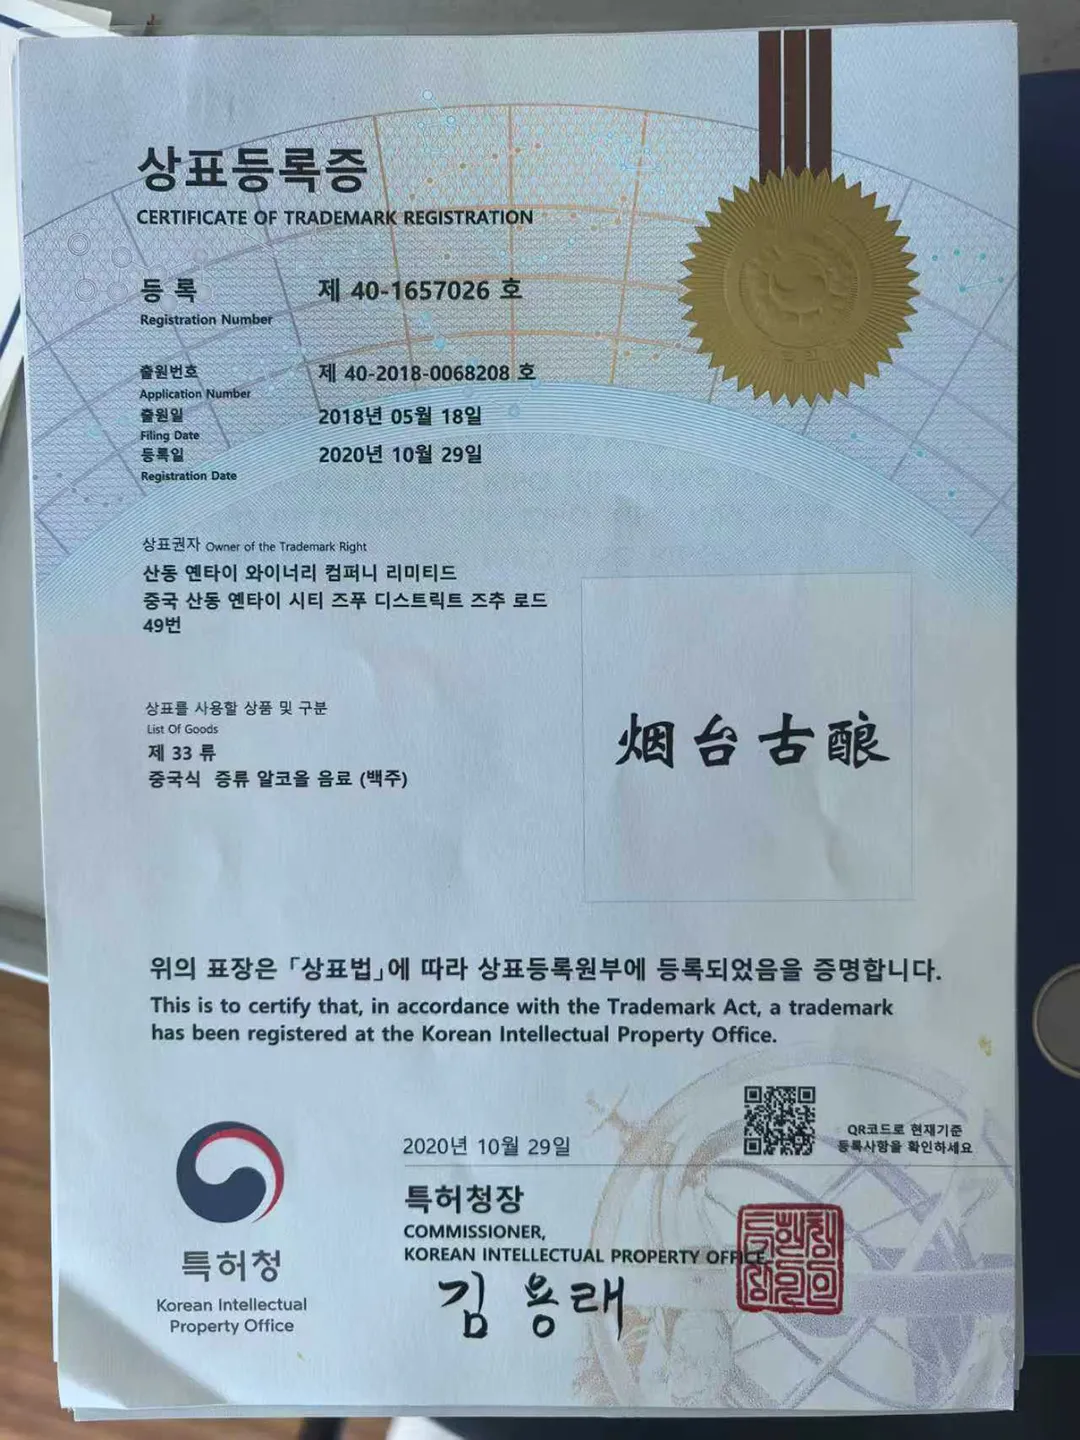 상표등록증
CERTIFICATE OF TRADEMARK REGISTRATION
등 록 제 40-1657026 호
Registration Number
출원번호 제 40-2018-0068208 호
Application Number
출원일 2018년 05월 18일
Filing Date
등록일 2020년 10월 29일
Registration Date
상표권자 Owner of the Trademark Right
산동 옌타이 와이너리 컴퍼니 리미티드
중국 산동 옌타이 시티 즈푸 디스트릭트 즈추 로드
49번
상표를 사용할 상품 및 구분
List Of Goods
제 33 류
중국식 증류 알코올 음료 (백주)
烟台古酿
위의 표장은 「상표법」에 따라 상표등록원부에 등록되었음을 증명합니다.
This is to certify that, in accordance with the Trademark Act, a trademark
has been registered at the Korean Intellectual Property Office.
QR코드로 현재기준
등록사항을 확인하세요
2020년 10월 29일
특허청장
COMMISSIONER,
KOREAN INTELLECTUAL PROPERTY OFFICE
김용래
특허청
Korean Intellectual
Property Office